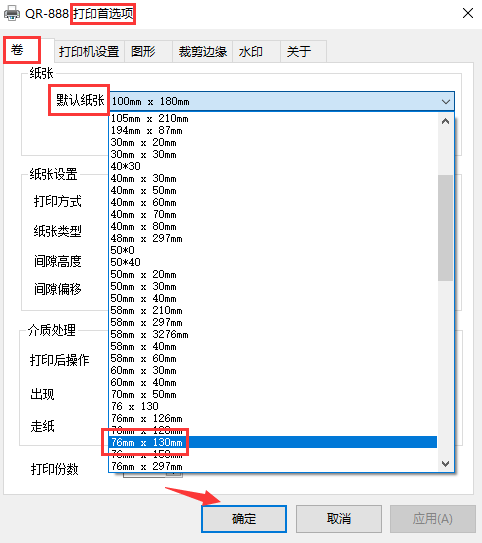 QR-888 打印首选项
卷 打印机设置 图形 裁剪边缘 水印 关于
纸张
默认纸张 100mm x 180mm
105mm x 210mm
194mm x 87mm
30mm x 20mm
30mm x 30mm
40*30
纸张设置
打印方式
纸张类型
间隙高度
间隙偏移
40mm x 30mm
40mm x 50mm
40mm x 60mm
40mm x 70mm
40mm x 80mm
48mm x 297mm
50*0
50*40
50mm x 20mm
50mm x 30mm
50mm x 40mm
58mm x 210mm
58mm x 297mm
58mm x 3276mm
58mm x 40mm
58mm x 60mm
60mm x 30mm
60mm x 40mm
70mm x 50mm
76 x 130
76mm x 126mm
76mm x 128mm
76mm x 130mm
76mm x 150mm
76mm x 297mm
介质处理
打印后操作
出现
走纸
打印份数
确定 取消 应用(A)